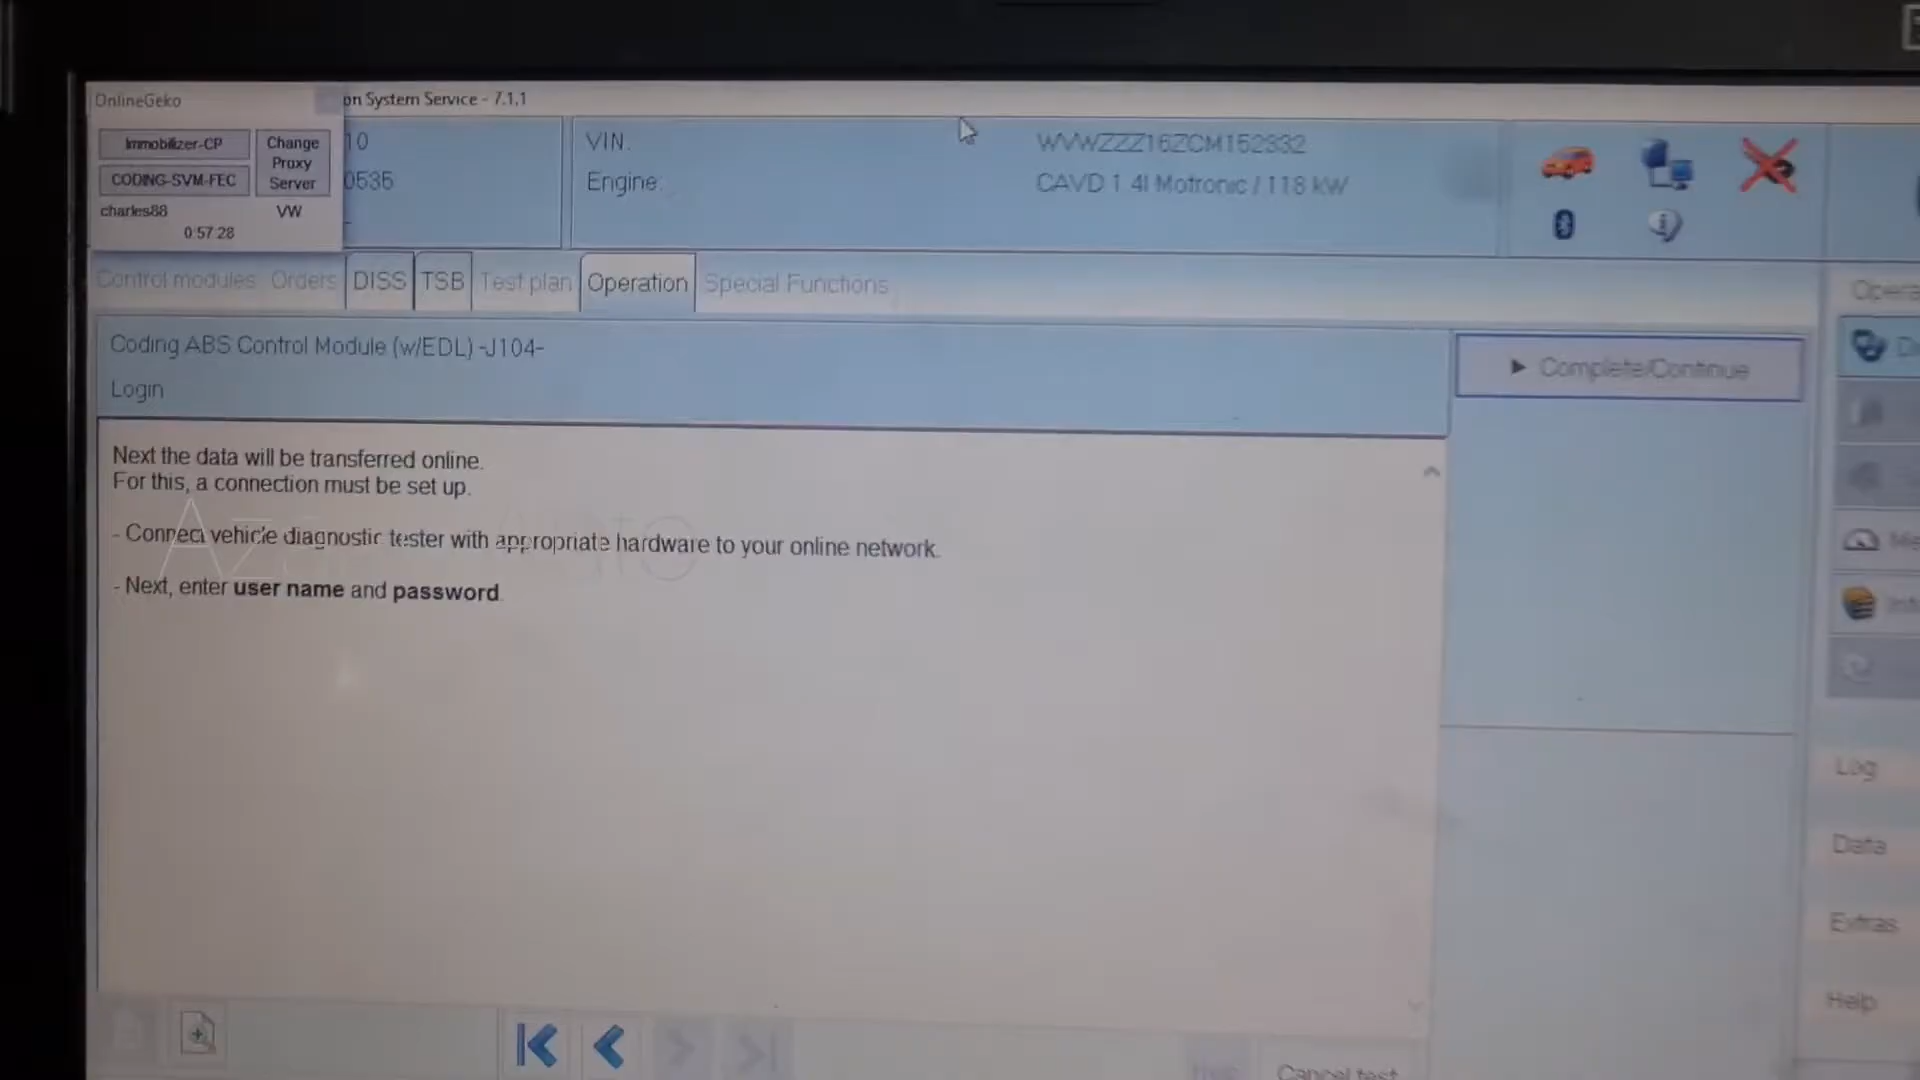 OnlineGeko
on System Service - 7.1.1
Immobilizer-CP
Change Proxy Server
CODING-SVM-FEC
charles88
VW
0:57:28
10
0535
VIN:
WVWZZZ16ZCM152332
Engine:
CAVD 1.4l Motronic / 118 kW
Control modules
Orders
DISS
TSB
Test plan
Operation
Special Functions
Opera
Coding ABS Control Module (w/EDL) -J104-
Login
Complete/Continue
Next the data will be transferred online.
For this, a connection must be set up.
- Connect vehicle diagnostic tester with appropriate hardware to your online network.
- Next, enter user name and password.
Log
Data
Extras
Help
Cancel test